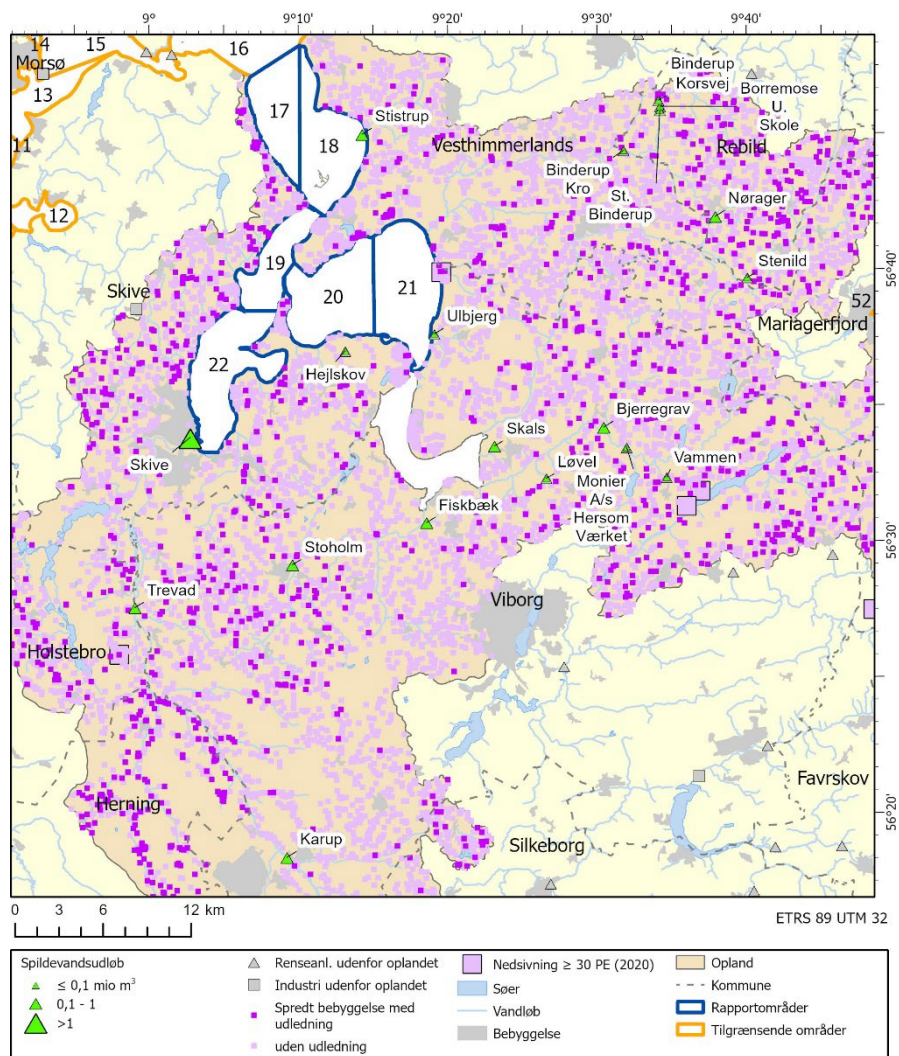 9°
9°10'
9°20'
9°30'
9°40'
14
15
16
Morsø
13
11
12
17
18
Stistrup
Vesthimmerlands
Binderup
Korsvej
Borremose
U.
Skole
Rebild
Binderup
Kro
St.
Binderup
Nørager
Stenild
56°40'
19
20
21
Skive
52
Mariagerfjord
Ulbjerg
22
Hejlskov
Bjerregrav
Skals
Skive
Løvel
Vammen
Monier
A/s
Hersom
Værket
Fiskbæk
56°30'
Stoholm
Trevad
Viborg
Holstebro
Favrskov
Herning
56°20'
Karup
Silkeborg
0 3 6 12 km
ETRS 89 UTM 32
Spildevandsudløb
≤ 0,1 mio m³
0,1 - 1
>1
Renseanl. udenfor oplandet
Industri udenfor oplandet
Spredt bebyggelse med
udledning
uden udledning
Nedsivning ≥ 30 PE (2020)
Søer
Vandløb
Bebyggelse
Opland
Kommune
Rapportområder
Tilgrænsende områder